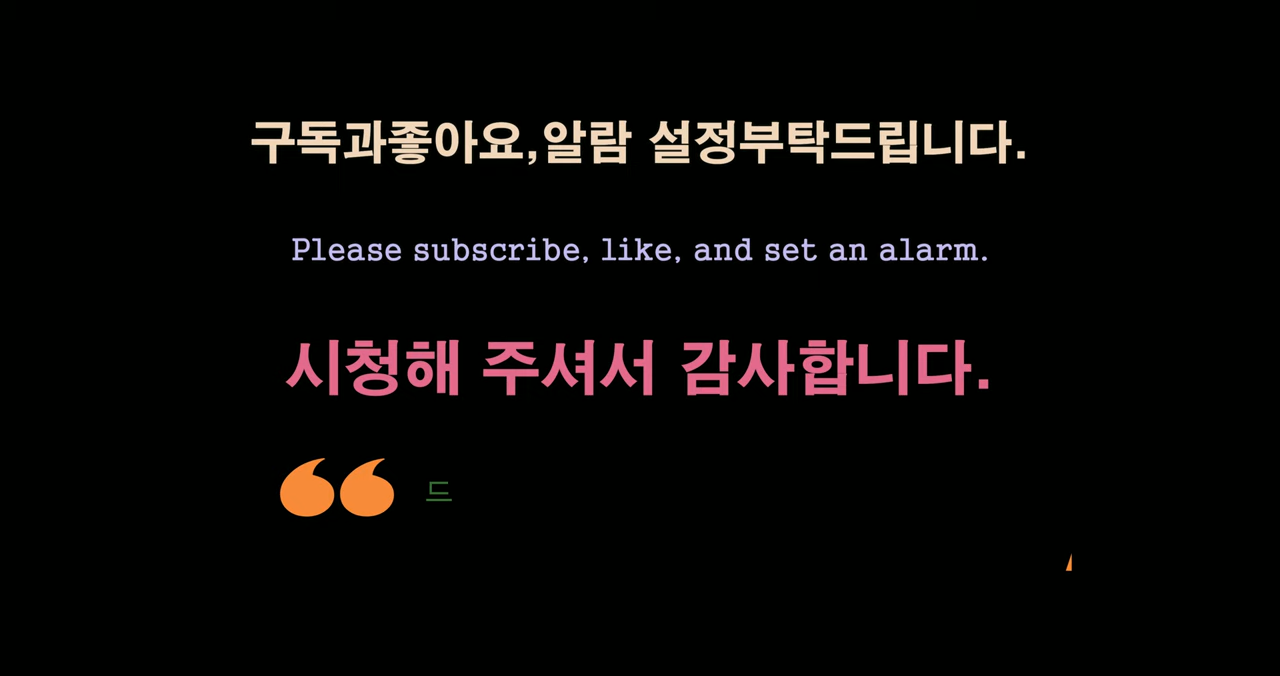 구독과좋아요,알람 설정부탁드립니다.
Please subscribe, like, and set an alarm.
시청해 주셔서 감사합니다.
드